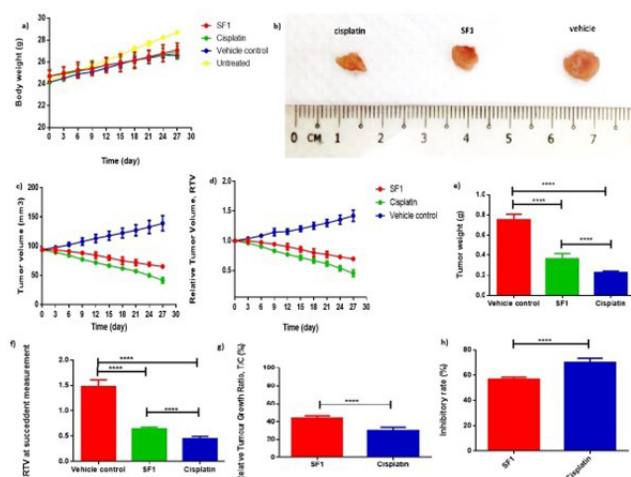 a)
Body weight (g)
30
28
26
24
22
20
0 3 6 9 12 15 18 21 24 27 30
Time (day)
SF1
Cisplatin
Vehicle control
Untreated
b)
cisplatin
SF1
vehicle
0 CM 1 2 3 4 5 6 7
c)
Tumor volume (mm3)
200
150
100
50
0
0 3 6 9 12 15 18 21 24 27 30
Time (day)
d)
Relative Tumor Volume, RTV
2.0
1.5
1.0
0.5
0 3 6 9 12 15 18 21 24 27 30
Time (day)
SF1
Cisplatin
Vehicle control
e)
Tumor weight (g)
1.0
0.8
0.6
0.4
0.2
0.0
****
****
****
Vehicle control SF1 Cisplatin
f)
RTV at succeddent measurement
2.0
1.5
1.0
0.5
0.0
****
****
****
Vehicle control SF1 Cisplatin
g)
Relative Tumour Growth Ratio, T/C (%)
100
80
60
40
20
0
****
SF1 Cisplatin
h)
Inhibitory rate (%)
100
80
60
40
20
0
****
SF1
Cisplatin